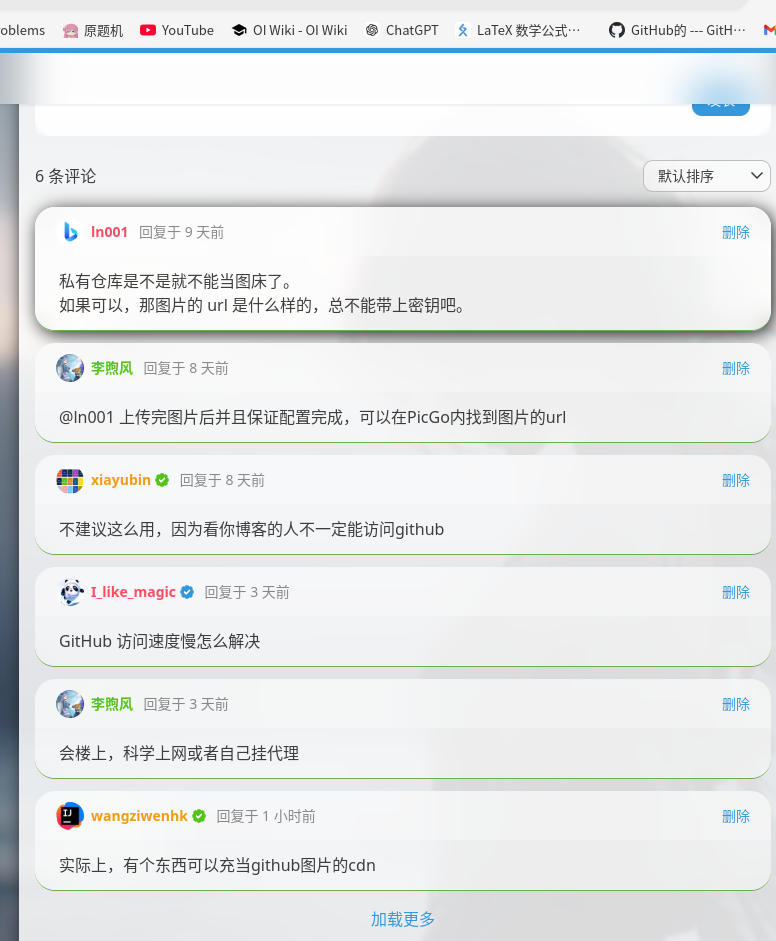 oblems 原题机 YouTube OI Wiki - OI Wiki ChatGPT LaTeX 数学公式… GitHub的 --- GitH…
6 条评论 默认排序
ln001 回复于 9 天前 删除
私有仓库是不是就不能当图床了。
如果可以，那图片的 url 是什么样的，总不能带上密钥吧。
李煦风 回复于 8 天前 删除
@ln001 上传完图片后并且保证配置完成，可以在PicGo内找到图片的url
xiayubin 回复于 8 天前 删除
不建议这么用，因为看你博客的人不一定能访问github
I_like_magic 回复于 3 天前 删除
GitHub 访问速度慢怎么解决
李煦风 回复于 3 天前 删除
会楼上，科学上网或者自己挂代理
wangziwenhk 回复于 1 小时前 删除
实际上，有个东西可以充当github图片的cdn
加载更多